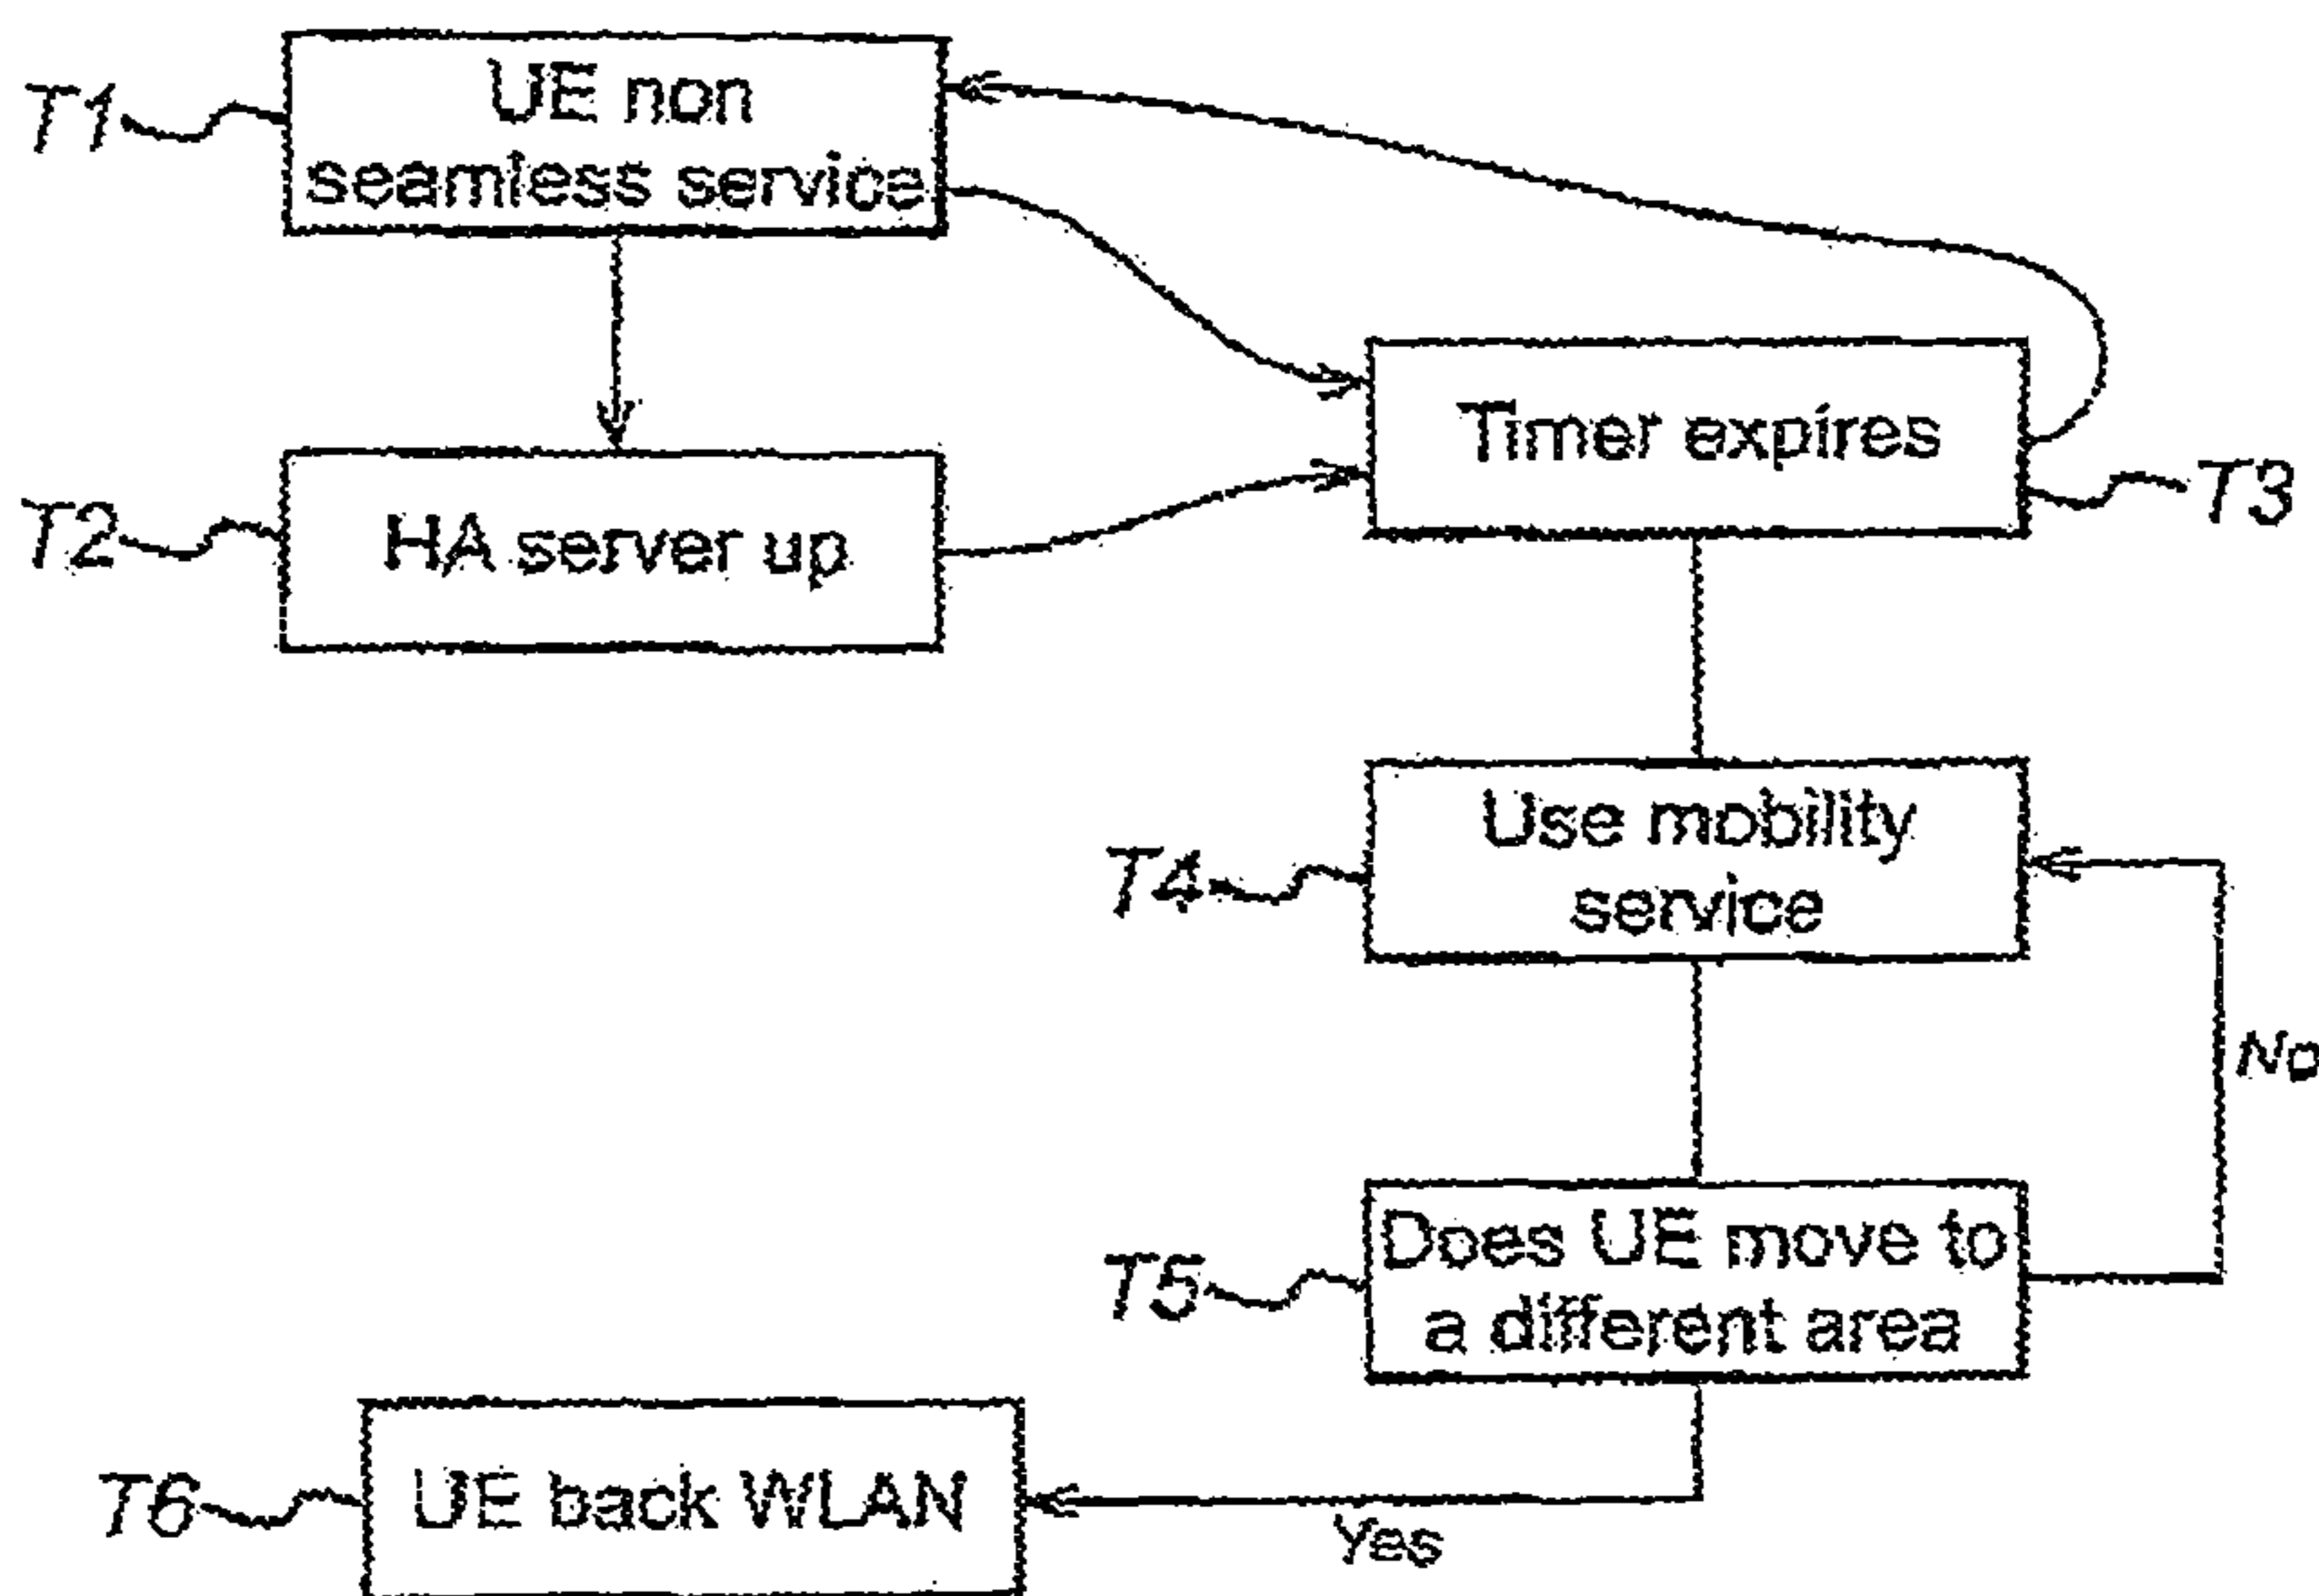 T1
UE non
seamless service
T2
HA server up
Timer expires
T3
T4
Use mobility
service
No
T5
Does UE move to
a different area
T6
UE back WLAN
Yes